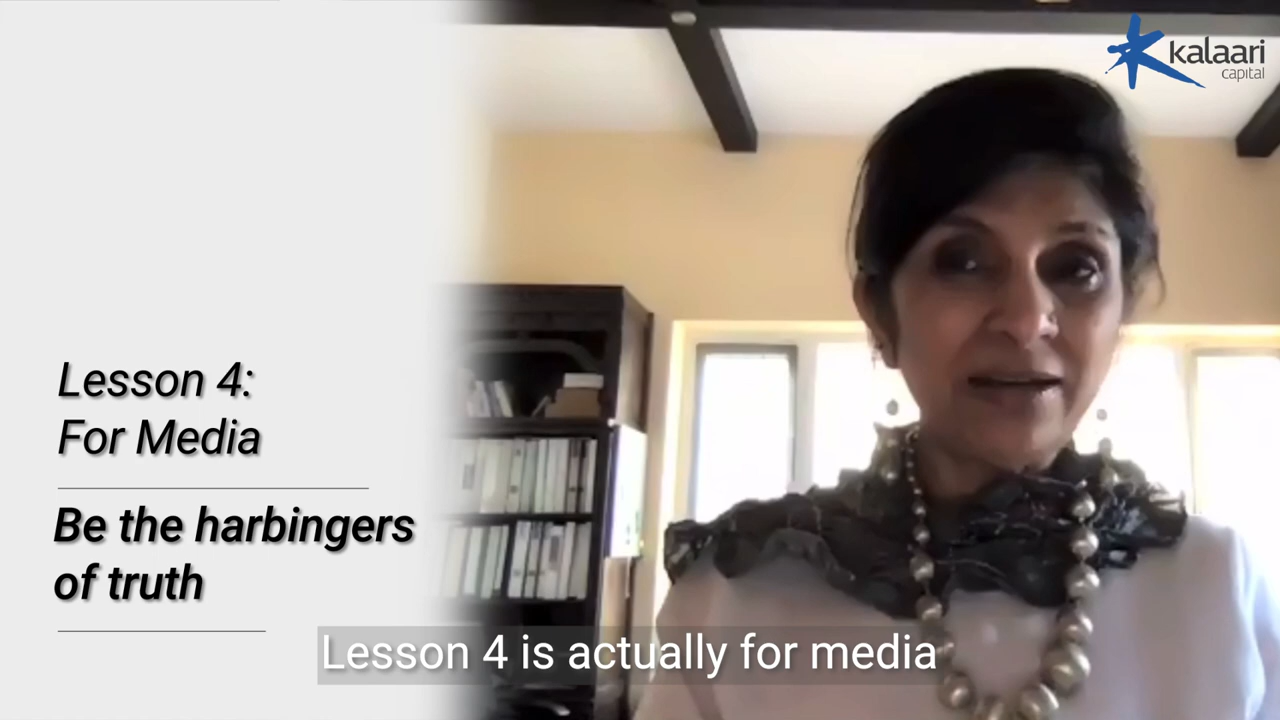 kalaari
capital
Lesson 4:
For Media
Be the harbingers
of truth
Lesson 4 is actually for media